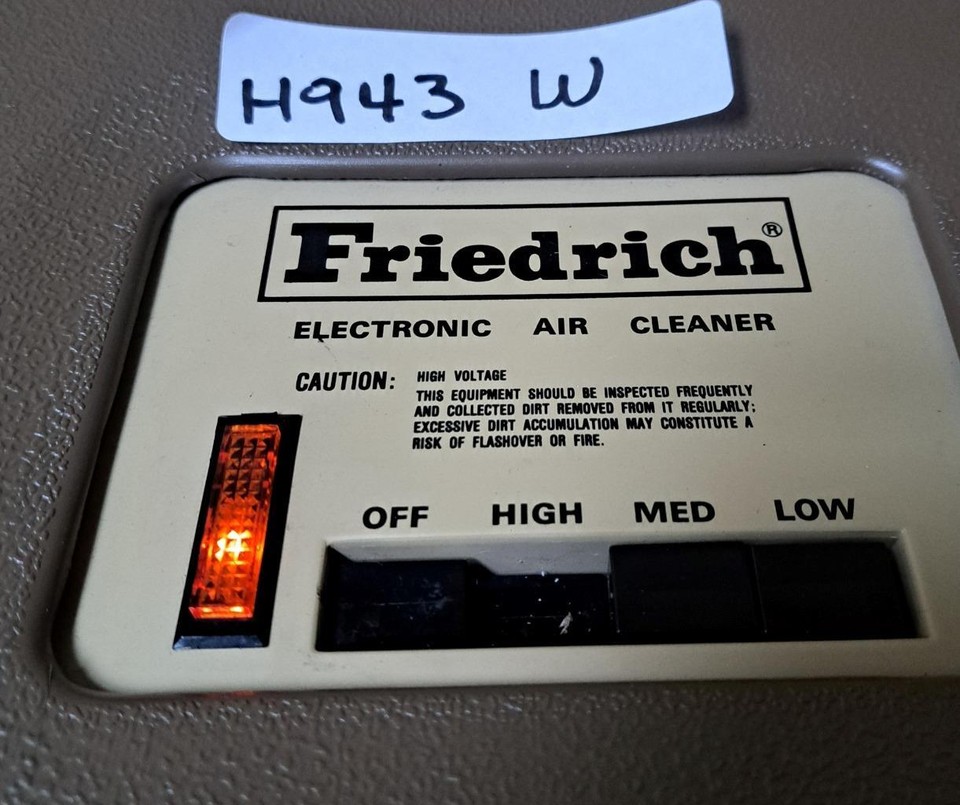 H943 W
Friedrich®
ELECTRONIC AIR CLEANER
CAUTION: HIGH VOLTAGE
THIS EQUIPMENT SHOULD BE INSPECTED FREQUENTLY
AND COLLECTED DIRT REMOVED FROM IT REGULARLY;
EXCESSIVE DIRT ACCUMULATION MAY CONSTITUTE A
RISK OF FLASHOVER OR FIRE.
OFF HIGH MED LOW